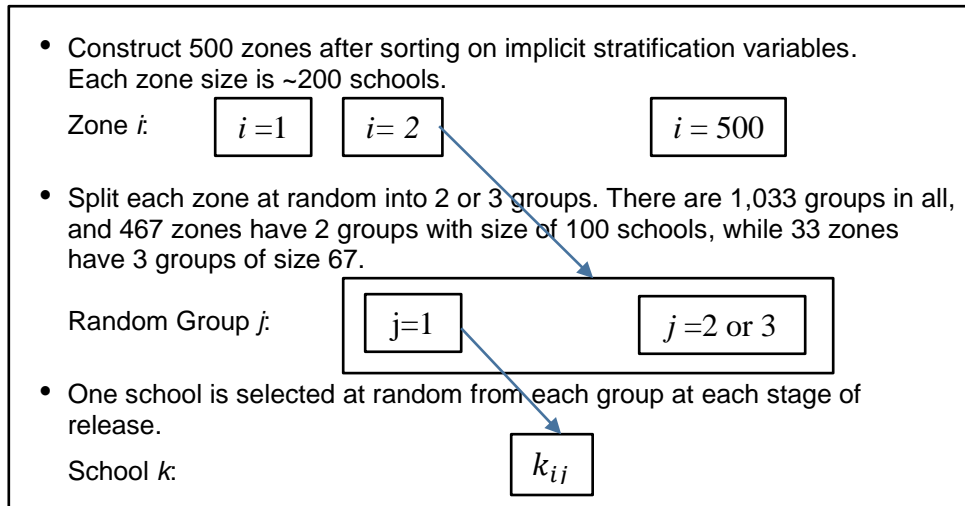 • Construct 500 zones after sorting on implicit stratification variables.
Each zone size is ~200 schools.
Zone i: i =1 i= 2 i = 500
• Split each zone at random into 2 or 3 groups. There are 1,033 groups in all,
and 467 zones have 2 groups with size of 100 schools, while 33 zones
have 3 groups of size 67.
Random Group j: j=1 j =2 or 3
• One school is selected at random from each group at each stage of
release.
School k: kij